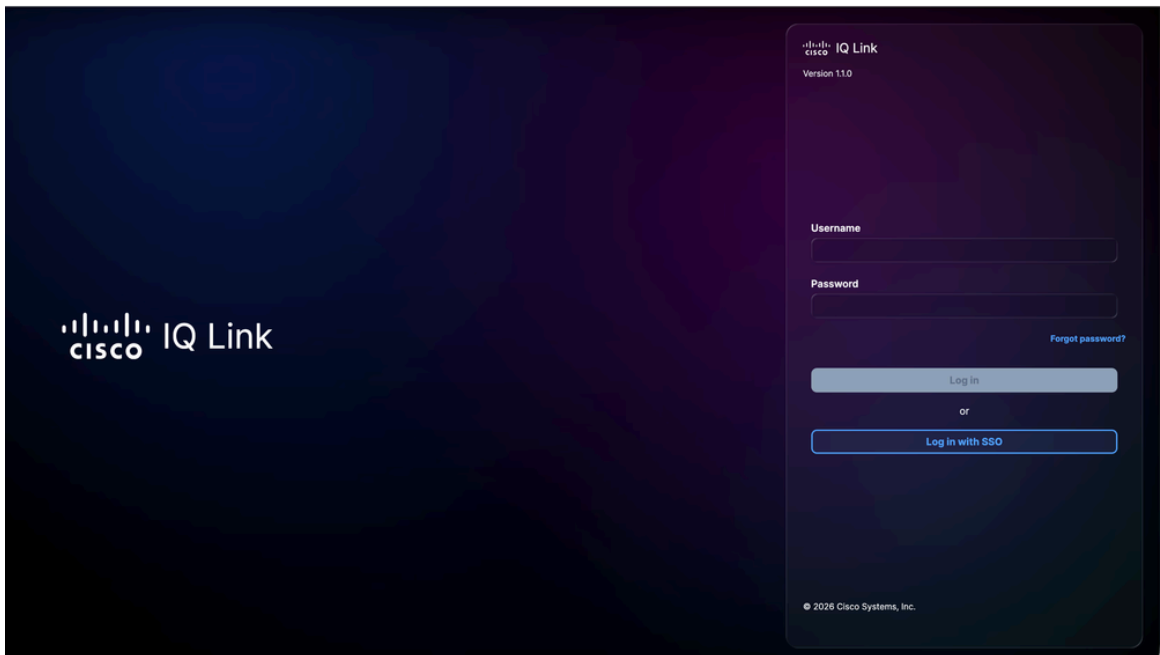 cisco IQ Link
cisco IQ Link
Version 1.1.0
Username
Password
Forgot password?
Log in
or
Log in with SSO
© 2026 Cisco Systems, Inc.